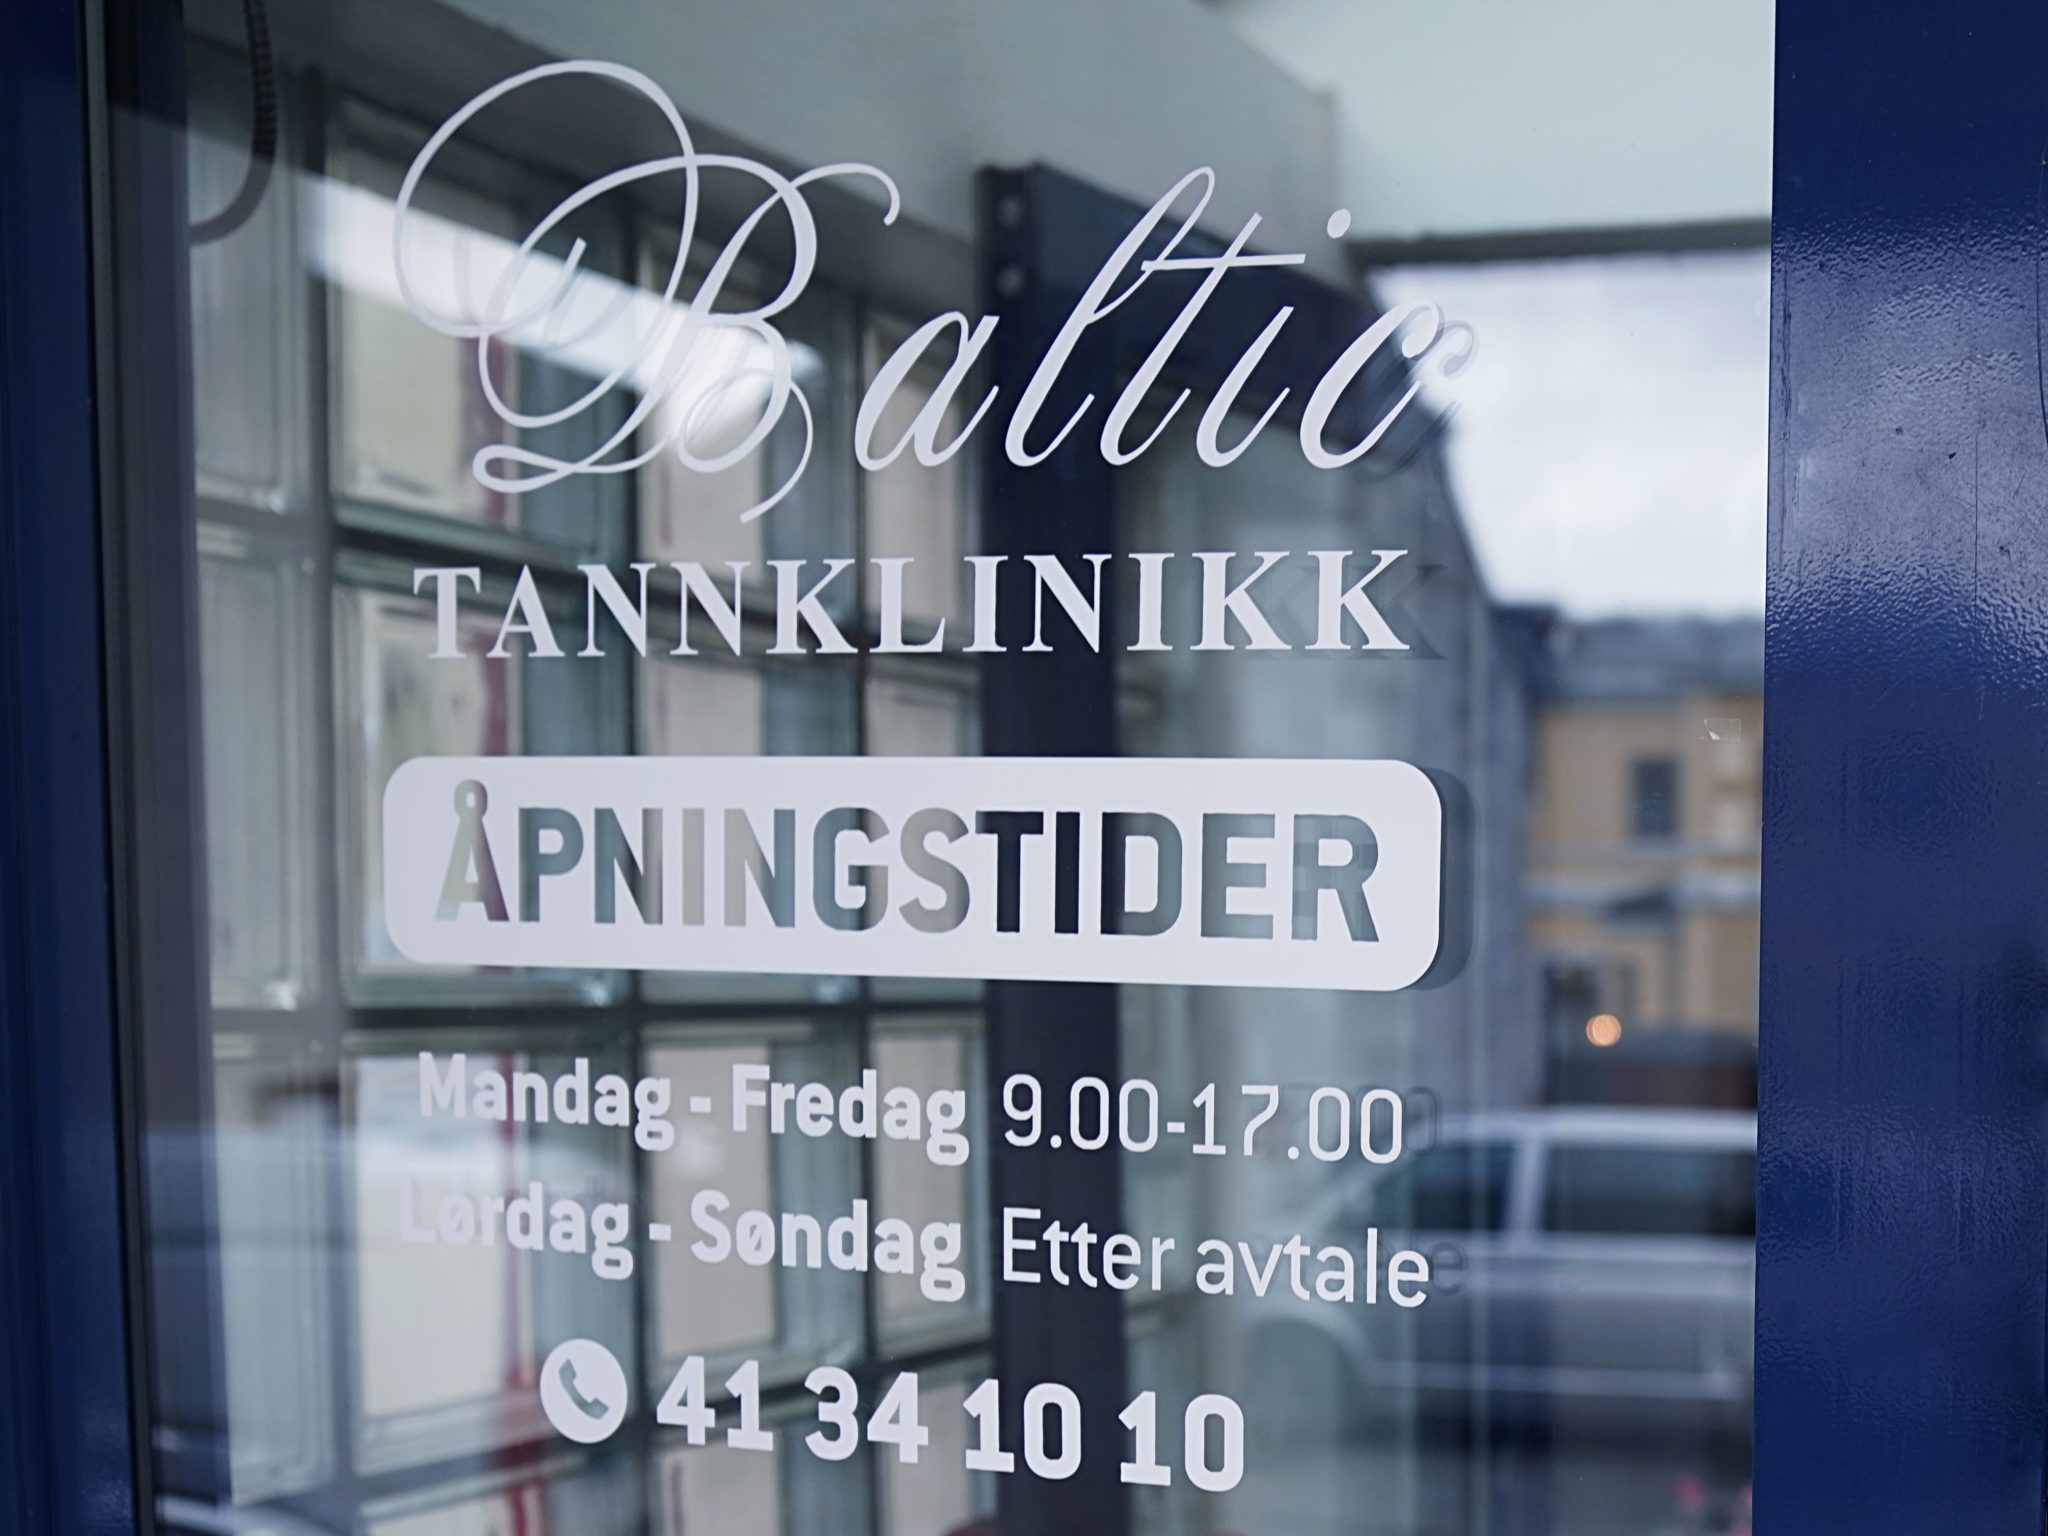 Baltic
TANNKLINIKK
ÅPNINGSTIDER
Mandag - Fredag 9.00-17.00
Lørdag - Søndag Etter avtale
41 34 10 10